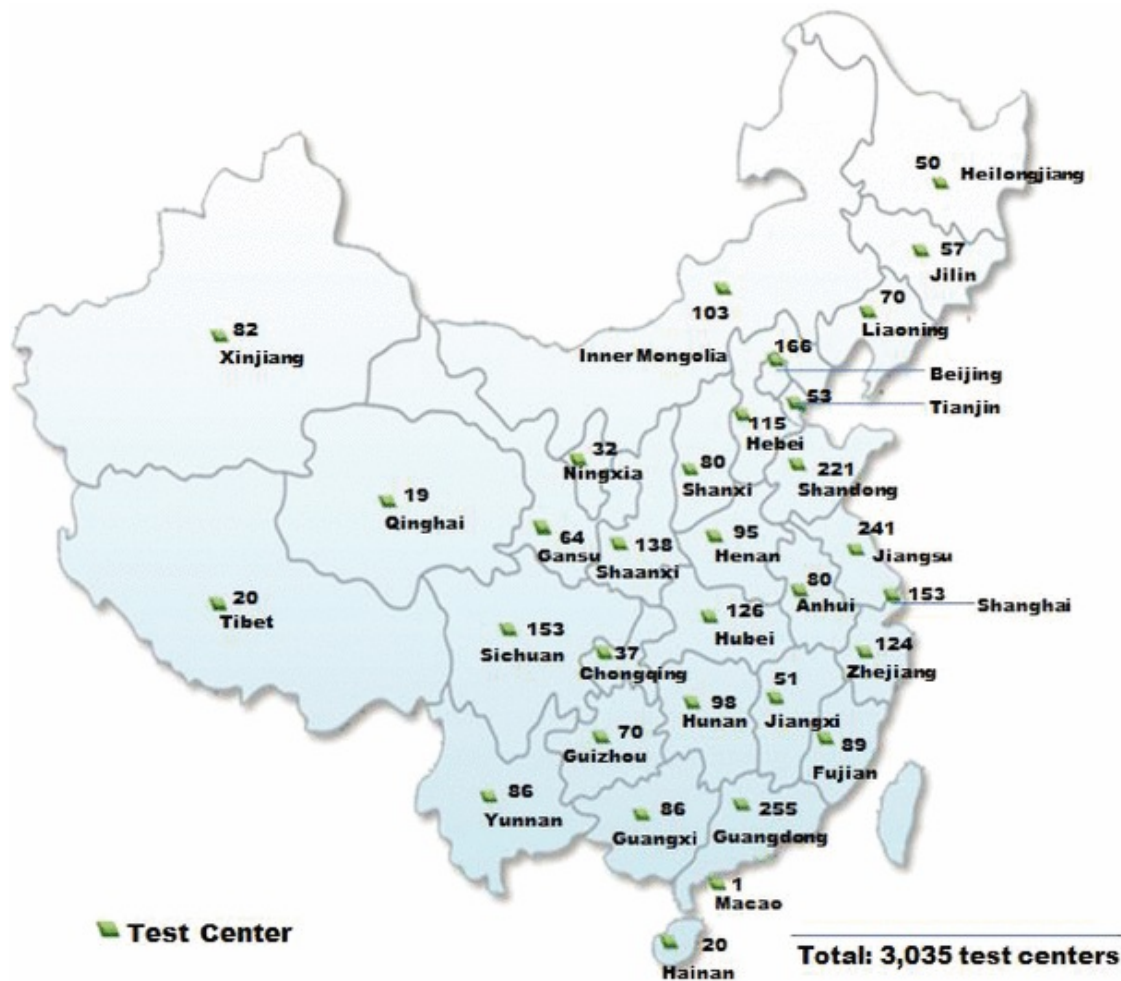 50
Heilongjiang
57
Jilin
70
Liaoning
103
Inner Mongolia
82
Xinjiang
166
Beijing
53
Tianjin
115
Hebei
32
Ningxia
80
Shanxi
221
Shandong
19
Qinghai
64
Gansu
138
Shaanxi
95
Henan
241
Jiangsu
20
Tibet
80
Anhui
153
Shanghai
126
Hubei
153
Sichuan
37
Chongqing
124
Zhejiang
98
Hunan
51
Jiangxi
70
Guizhou
89
Fujian
86
Yunnan
86
Guangxi
255
Guangdong
1
Macao
Test Center
20
Hainan
Total: 3,035 test centers